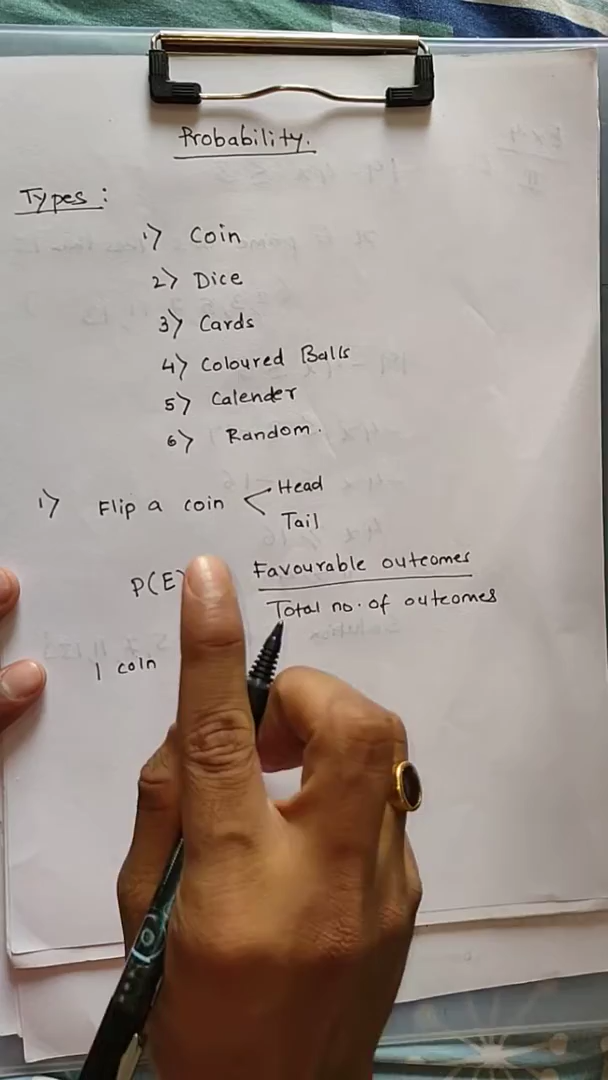 Probability.
Types :
1) Coin
2) Dice
3) Cards
4) Coloured Balls
5) Calender
6) Random.
1) Flip a coin < Head
Tail
P(E) Favourable outcomes
Total no. of outcomes
1 coin